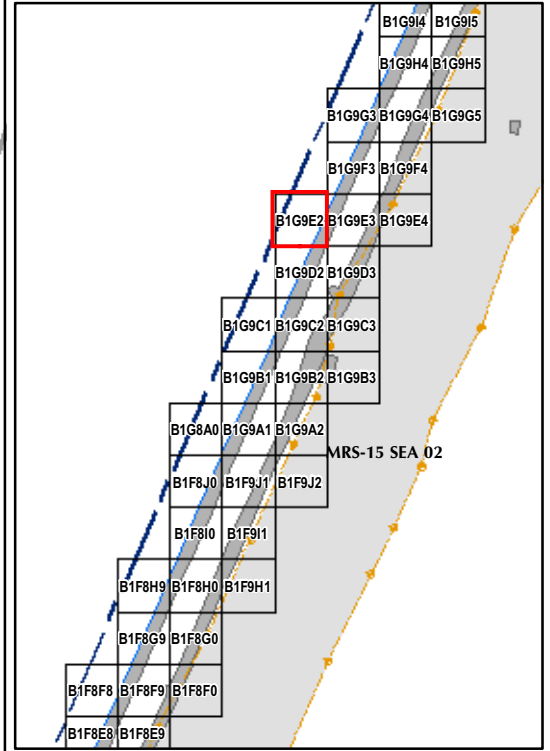 B1G9I4 B1G9I5
B1G9H4 B1G9H5
B1G9G3 B1G9G4 B1G9G5
B1G9F3 B1G9F4
B1G9E2 B1G9E3 B1G9E4
B1G9D2 B1G9D3
B1G9C1 B1G9C2 B1G9C3
B1G9B1 B1G9B2 B1G9B3
B1G8A0 B1G9A1 B1G9A2
MRS-15 SEA 02
B1F8J0 B1F9J1 B1F9J2
B1F8I0 B1F9I1
B1F8H9 B1F8H0 B1F9H1
B1F8G9 B1F8G0
B1F8F8 B1F8F9 B1F8F0
B1F8E8 B1F8E9